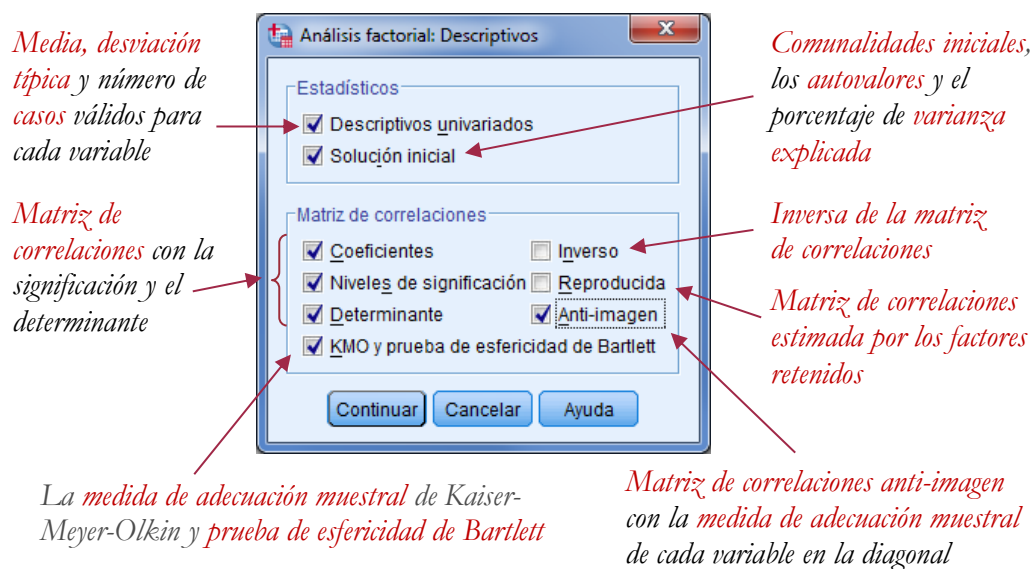 Media, desviación
típica y número de
casos válidos para
cada variable
Matriz de
correlaciones con la
significación y el
determinante
Análisis factorial: Descriptivos
Estadísticos
Descriptivos univariados
Solución inicial
Matriz de correlaciones
Coeficientes
Inverso
Niveles de significación
Reproducida
Determinante
Anti-imagen
KMO y prueba de esfericidad de Bartlett
Continuar
Cancelar
Ayuda
Comunalidades iniciales,
los autovalores y el
porcentaje de varianza
explicada
Inversa de la matriz
de correlaciones
Matriz de correlaciones
estimada por los factores
retenidos
La medida de adecuación muestral de Kaiser-
Meyer-Olkin y prueba de esfericidad de Bartlett
Matriz de correlaciones anti-imagen
con la medida de adecuación muestral
de cada variable en la diagonal